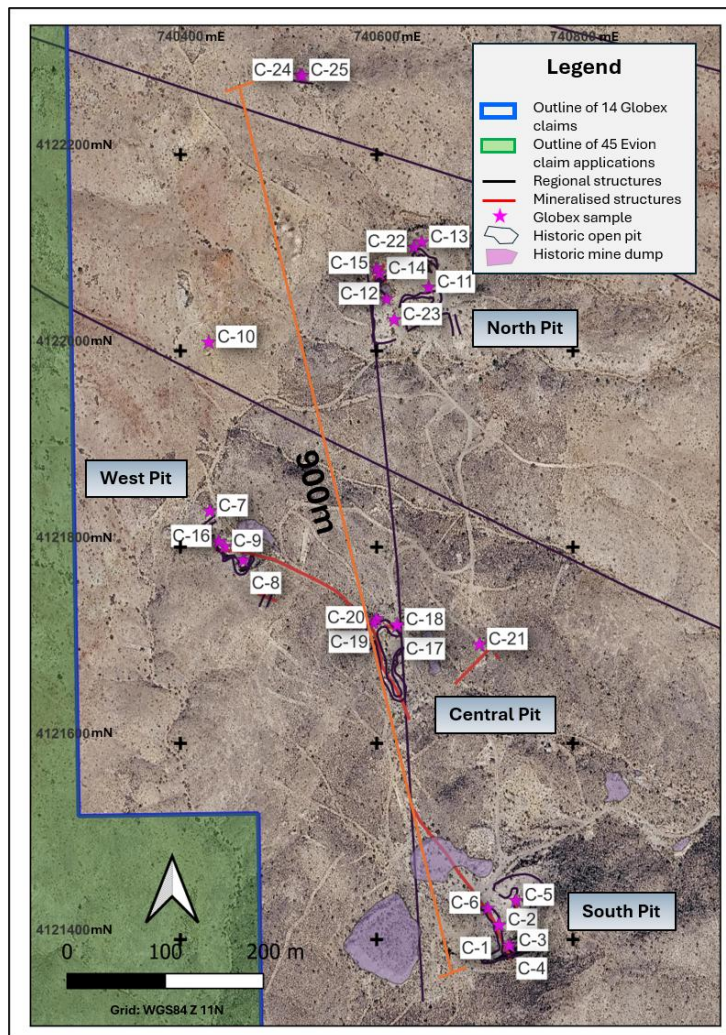 740400mE
740600mE
740800mE
Legend
Outline of 14 Globex
claims
Outline of 45 Evion
claim applications
Regional structures
Mineralised structures
Globex sample
Historic open pit
Historic mine dump
C-24
C-25
4122200mN
C-22
C-13
C-15
C-14
C-12
C-11
C-23
North Pit
4122000mN
C-10
900m
West Pit
C-7
4121800mN
C-16
C-9
C-8
C-20
C-18
C-19
C-17
C-21
Central Pit
4121600mN
C-6
C-5
C-2
South Pit
4121400mN
C-1
C-3
C-4
0 100 200 m
Grid: WGS84 Z 11N